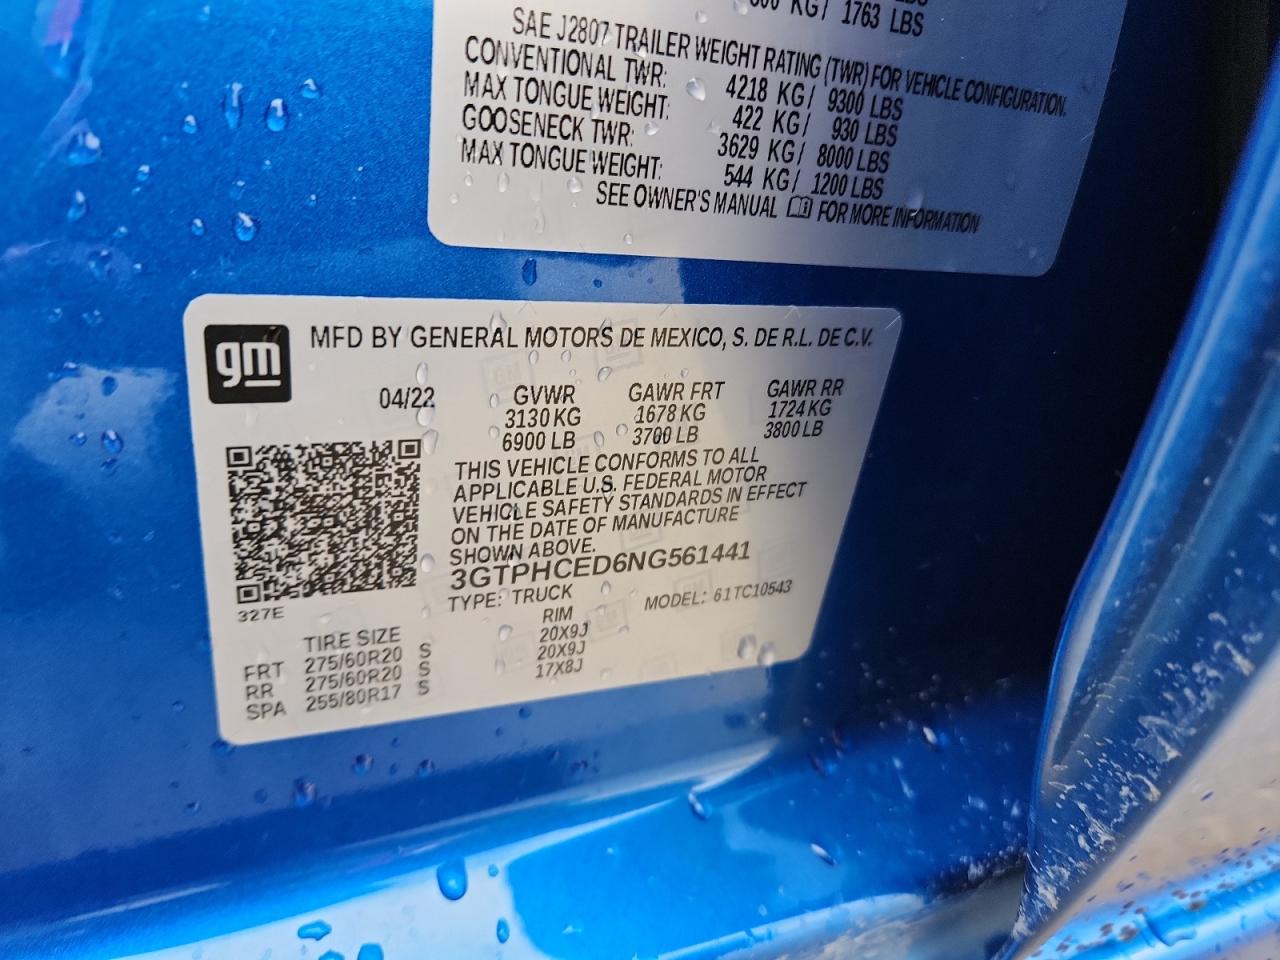 KG/ 1763 LBS
SAE J2807 TRAILER WEIGHT RATING (TWR) FOR VEHICLE CONFIGURATION.
CONVENTIONAL TWR: 4218 KG/ 9300 LBS
MAX TONGUE WEIGHT: 422 KG/ 930 LBS
GOOSENECK TWR: 3629 KG/ 8000 LBS
MAX TONGUE WEIGHT: 544 KG/ 1200 LBS
SEE OWNER'S MANUAL FOR MORE INFORMATION
gm
MFD BY GENERAL MOTORS DE MEXICO, S. DE R.L. DE C.V.
04/22 GVWR GAWR FRT GAWR RR
3130 KG 1678 KG 1724 KG
6900 LB 3700 LB 3800 LB
THIS VEHICLE CONFORMS TO ALL
APPLICABLE U.S. FEDERAL MOTOR
VEHICLE SAFETY STANDARDS IN EFFECT
ON THE DATE OF MANUFACTURE
SHOWN ABOVE.
3GTPHCED6NG561441
TYPE: TRUCK MODEL: 61TC10543
327E
TIRE SIZE RIM
FRT 275/60R20 S 20X9J
RR 275/60R20 S 20X9J
SPA 255/80R17 S 17X8J